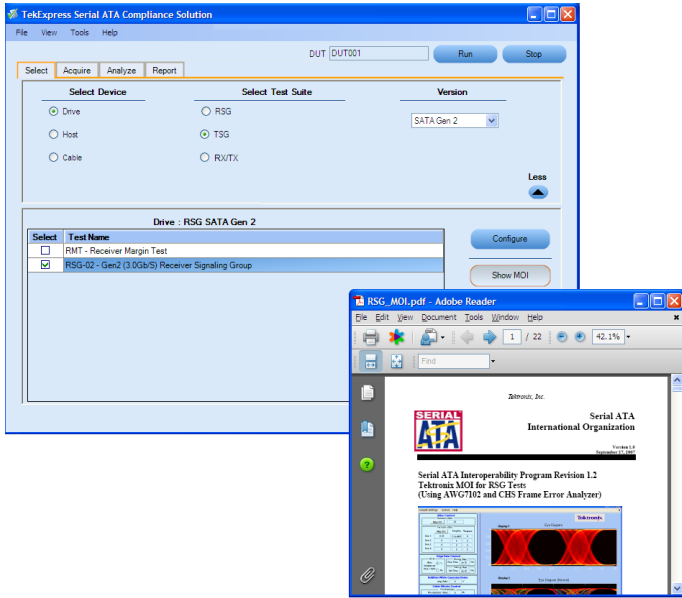 TekExpress Serial ATA Compliance Solution
File View Tools Help
DUT DUT001 Run Stop
Select Acquire Analyze Report
Select Device Select Test Suite Version
Drive RSG SATA Gen 2
Host TSG
Cable RX/TX
Less
Drive : RSG SATA Gen 2
Select Test Name
RMT - Receiver Margin Test
RSG-02 - Gen2 (3.0Gb/S) Receiver Signaling Group
Configure
Show MOI
RSG_MOI.pdf - Adobe Reader
File Edit View Document Tools Window Help
1 / 22 42.1%
Find
Tektronix, Inc.
SERIAL
ATA
Serial ATA
International Organization
Version 1.0
September 27, 2007
Serial ATA Interoperability Program Revision 1.2
Tektronix MOI for RSG Tests
(Using AWG7102 and CHS Frame Error Analyzer)
Tektronix